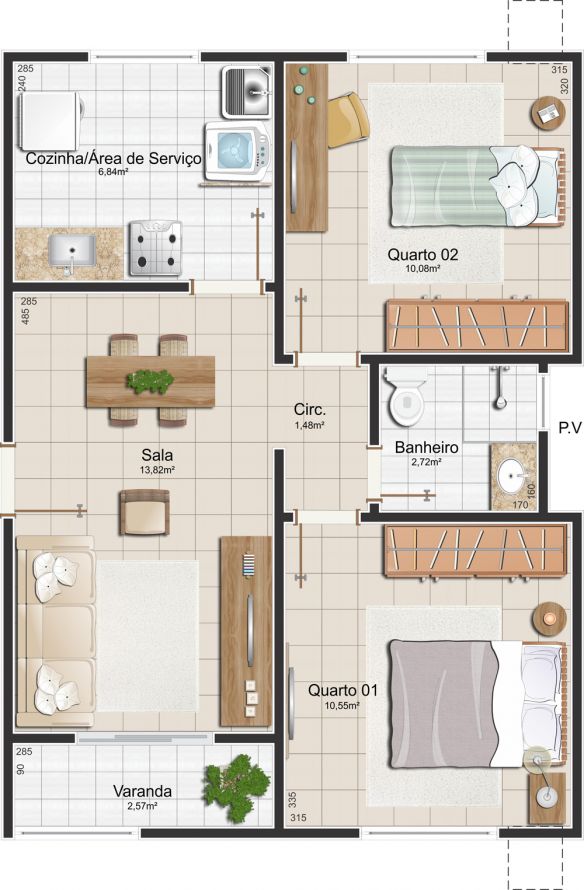 285
240
315
320
Cozinha/Área de Serviço
6,84m²
Quarto 02
10,08m²
285
485
Circ.
1,48m²
P.V
Banheiro
2,72m²
Sala
13,82m²
160
170
Quarto 01
10,55m²
285
90
Varanda
2,57m²
335
315